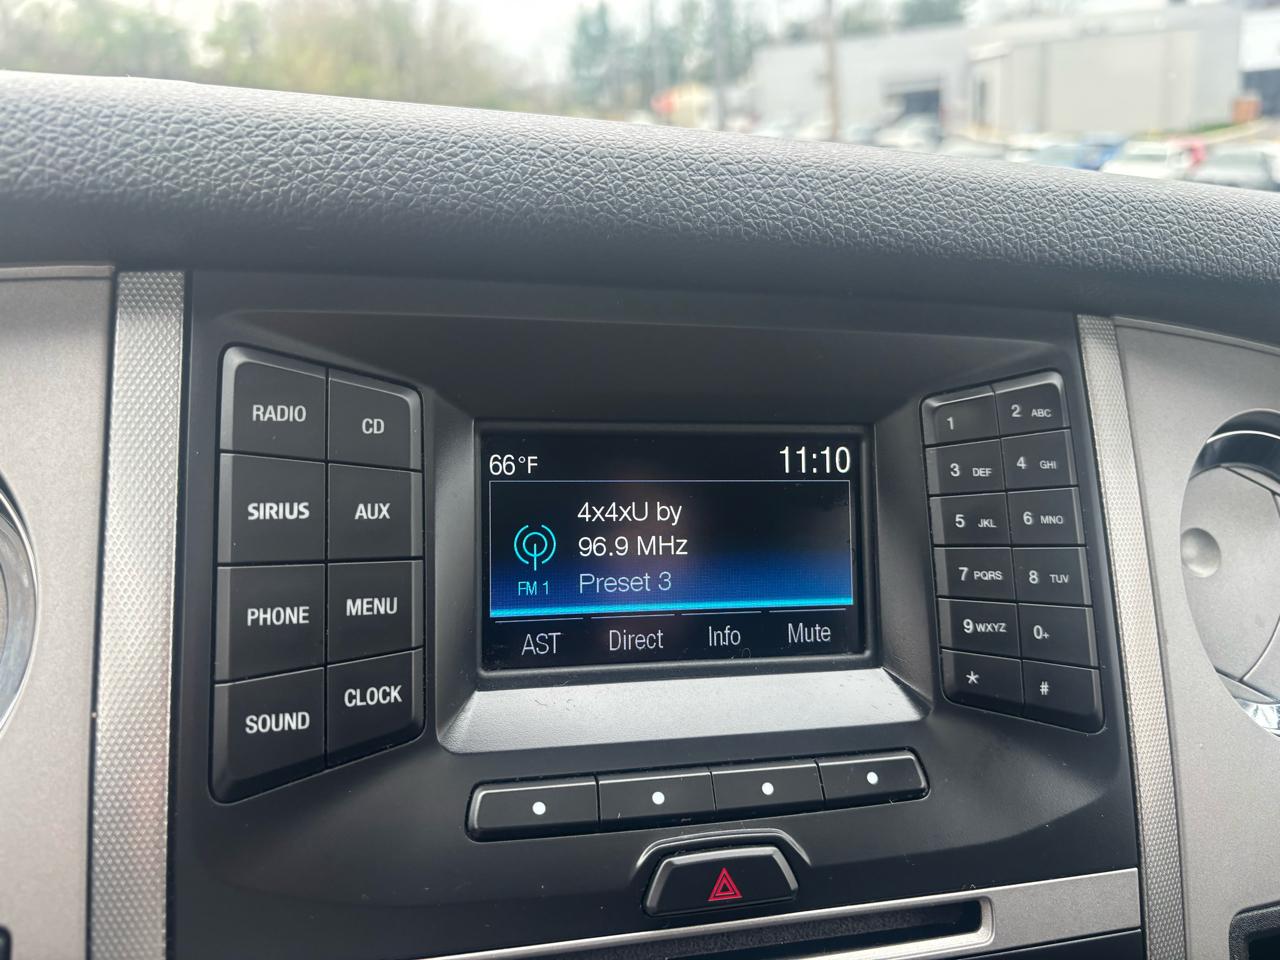 RADIO
CD
SIRIUS
AUX
PHONE
MENU
SOUND
CLOCK
66°F
11:10
4x4xU by
96.9 MHz
FM 1
Preset 3
AST
Direct
Info
Mute
1
2 ABC
3 DEF
4 GHI
5 JKL
6 MNO
7 PQRS
8 TUV
9 WXYZ
0+
*
#